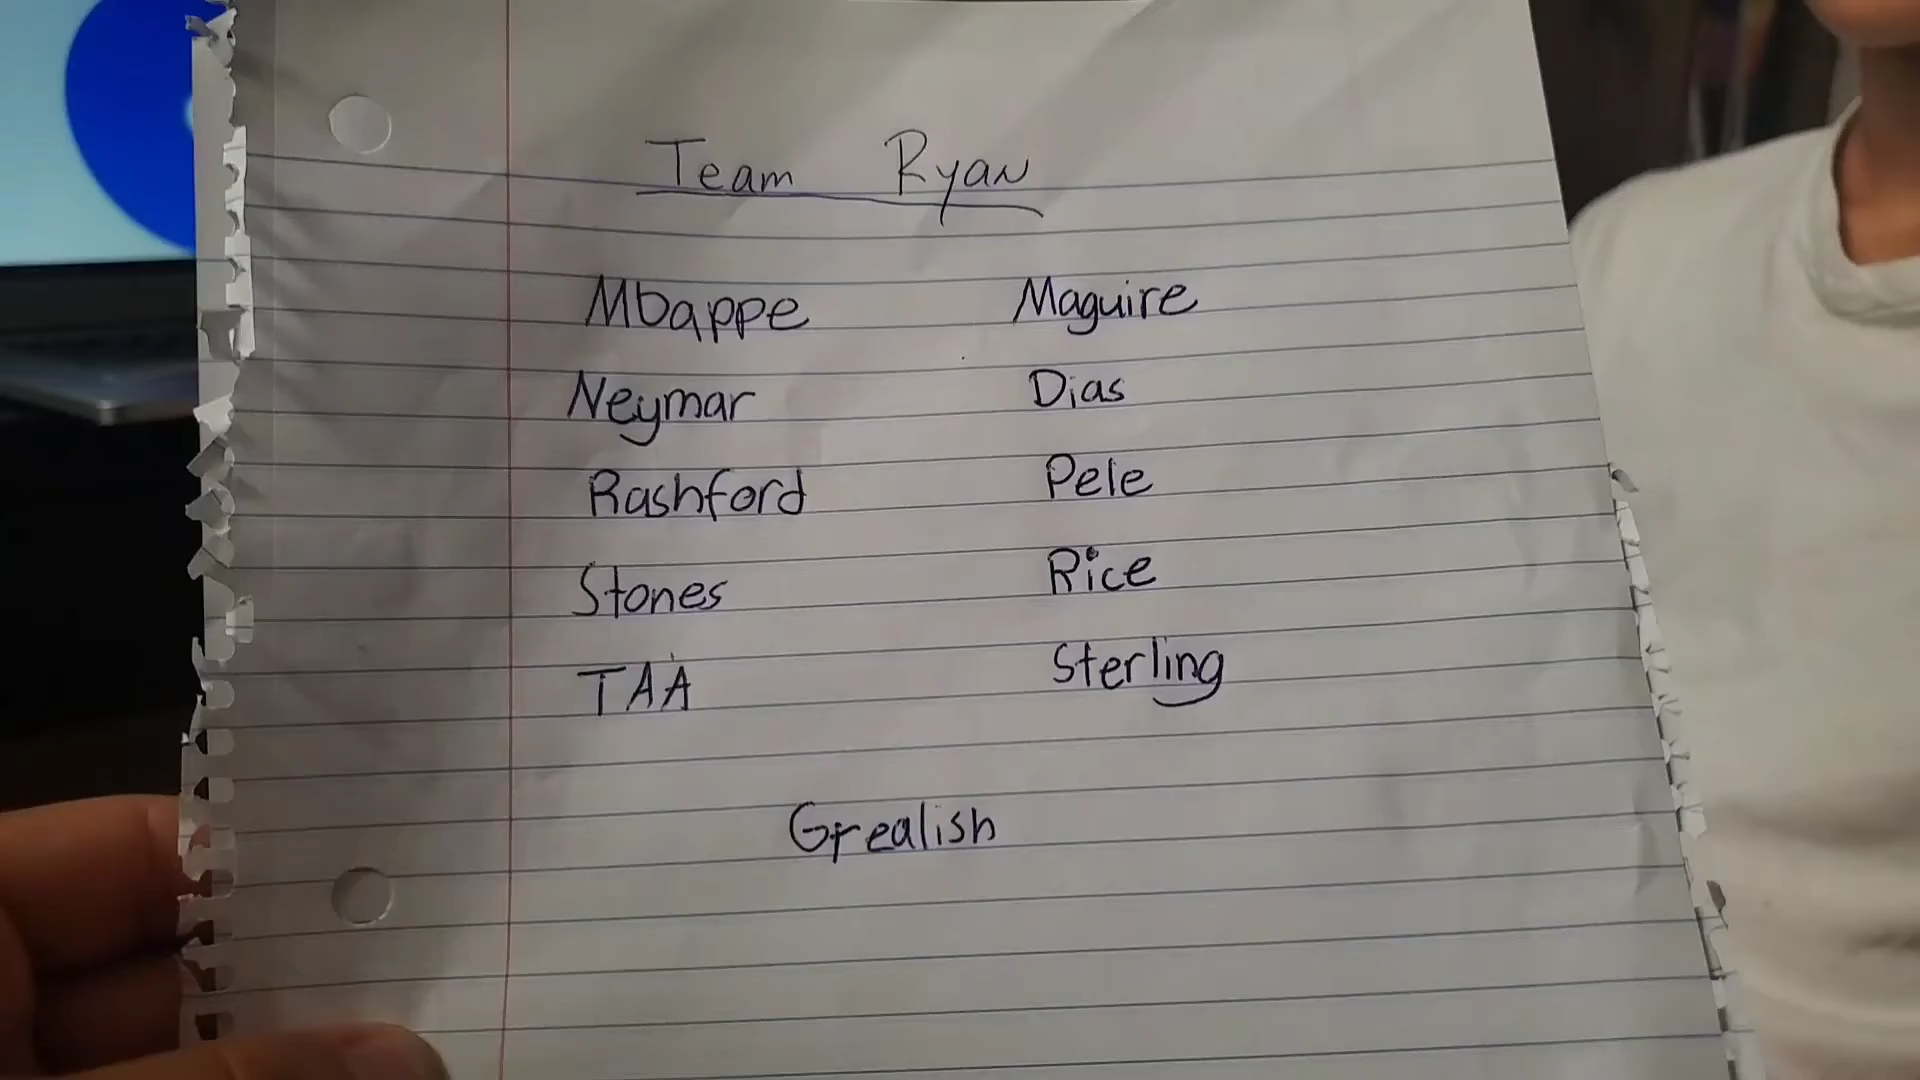 Team Ryan
Mbappe Maguire
Neymar Dias
Rashford Pele
Stones Rice
TAA Sterling
Grealish